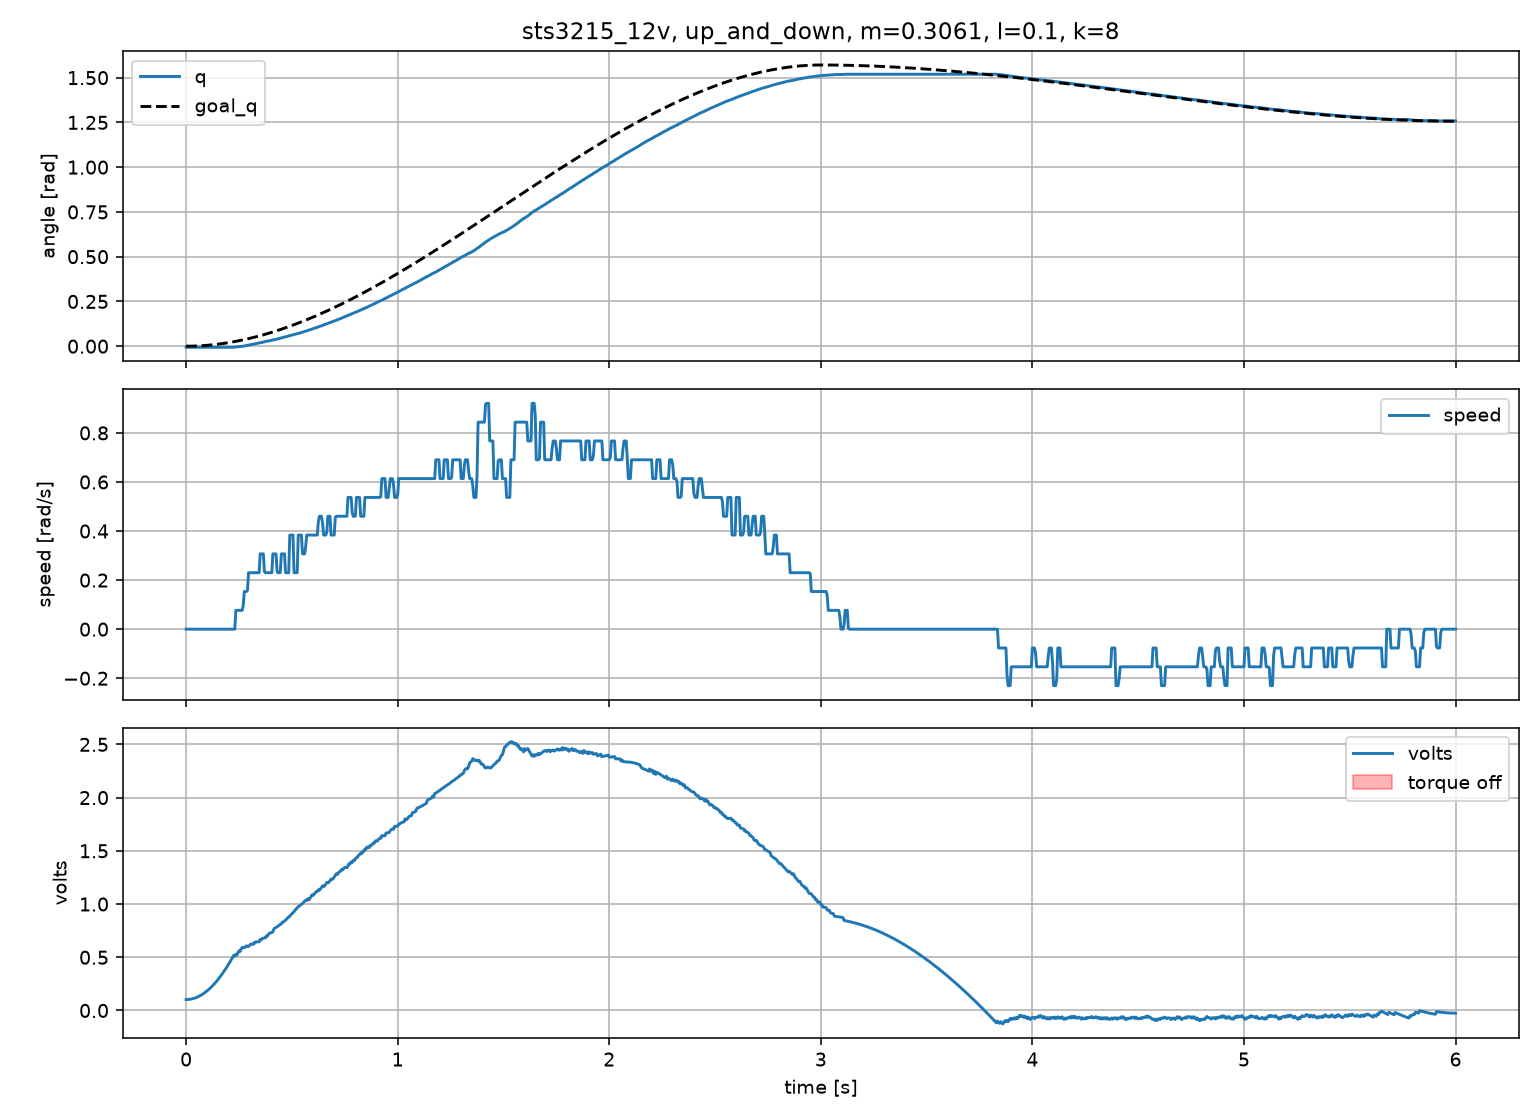 sts3215_12v, up_and_down, m=0.3061, l=0.1, k=8
q
goal_q
angle [rad]
1.50
1.25
1.00
0.75
0.50
0.25
0.00
speed
speed [rad/s]
0.8
0.6
0.4
0.2
0.0
−0.2
volts
torque off
volts
2.5
2.0
1.5
1.0
0.5
0.0
0 1 2 3 4 5 6
time [s]